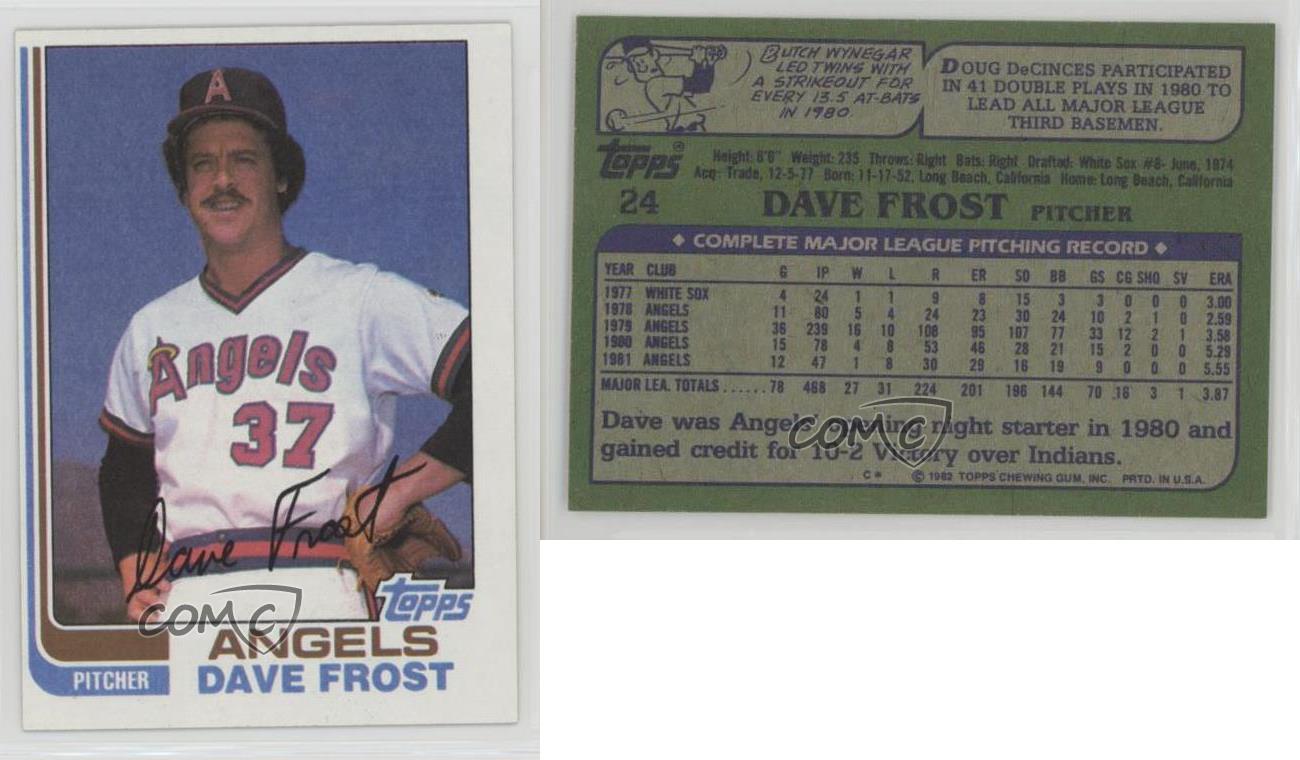 A
Angels
37
Dave Frost
topps
COMC
ANGELS
PITCHER
DAVE FROST
BUTCH WYNEGAR
LED TWINS WITH
A STRIKEOUT FOR
EVERY 13.5 AT-BATS
IN 1980.
DOUG DeCINCES PARTICIPATED
IN 41 DOUBLE PLAYS IN 1980 TO
LEAD ALL MAJOR LEAGUE
THIRD BASEMEN.
topps®
Height: 6'6" Weight: 235 Throws: Right Bats: Right Drafted: White Sox #8- June, 1974
Acq: Trade, 12-5-77 Born: 11-17-52, Long Beach, California Home: Long Beach, California
24 DAVE FROST PITCHER
◆ COMPLETE MAJOR LEAGUE PITCHING RECORD ◆
YEAR CLUB G IP W L R ER SO BB GS CG SHO SV ERA
1977 WHITE SOX 4 24 1 1 9 8 15 3 3 0 0 0 3.00
1978 ANGELS 11 80 5 4 24 23 30 24 10 2 1 0 2.59
1979 ANGELS 36 239 16 10 108 95 107 77 33 12 2 1 3.58
1980 ANGELS 15 78 4 8 53 46 28 21 15 2 0 0 5.29
1981 ANGELS 12 47 1 8 30 29 16 19 9 0 0 0 5.55
MAJOR LEA. TOTALS ...... 78 468 27 31 224 201 196 144 70 16 3 1 3.87
Dave was Angels' opening night starter in 1980 and
gained credit for 10-2 Victory over Indians.
COMC
C* © 1982 TOPPS CHEWING GUM, INC. PRTD. IN U.S.A.